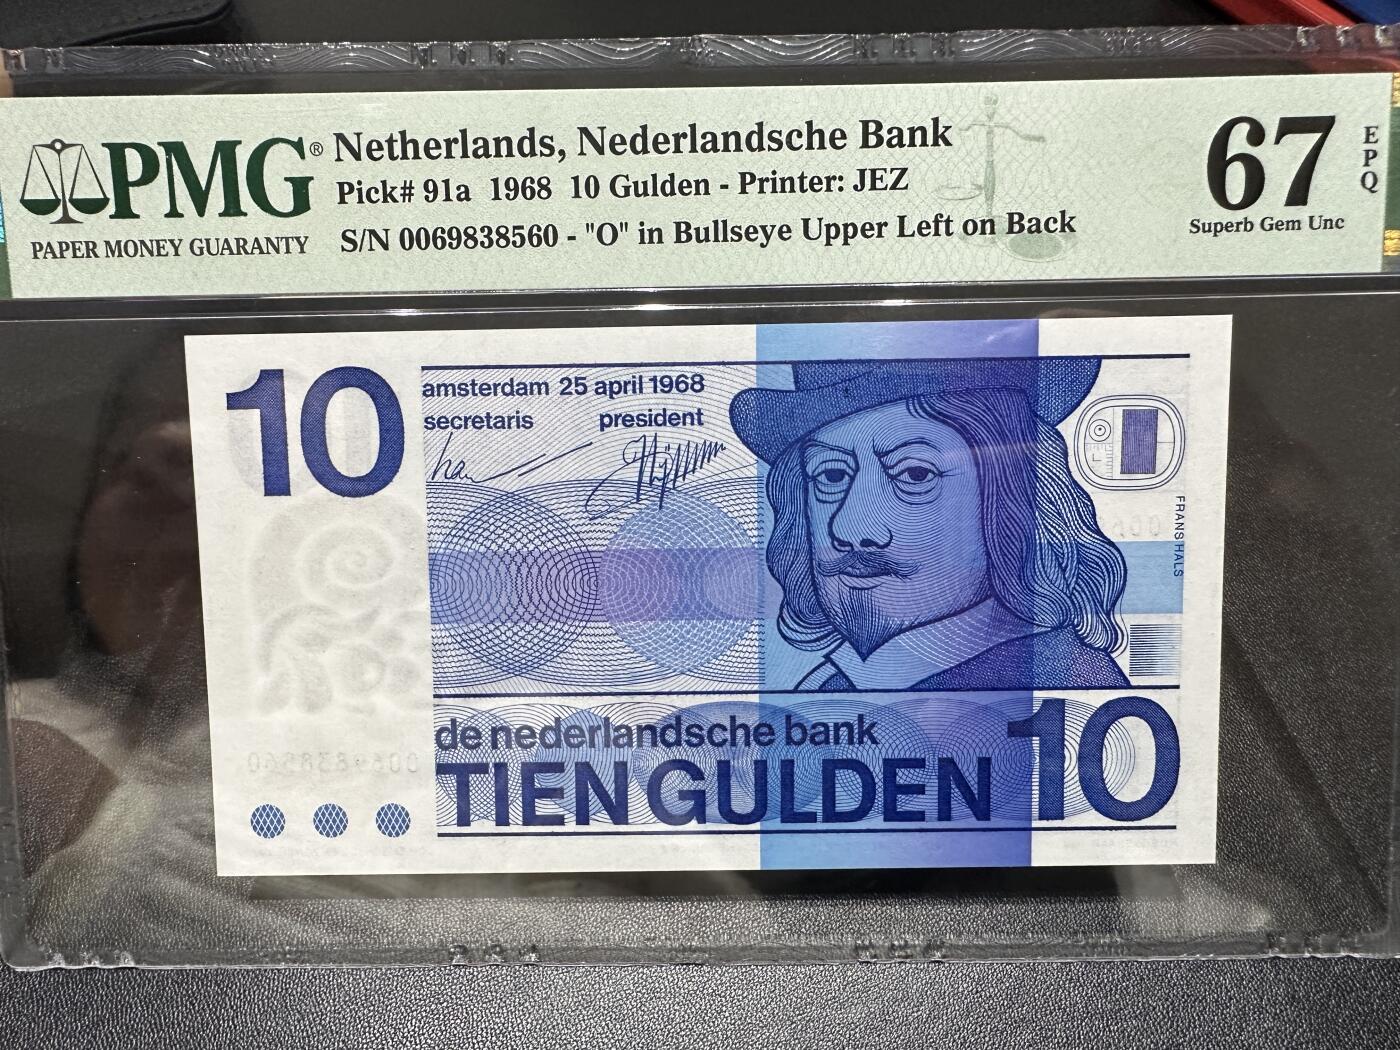 PMG®
PAPER MONEY GUARANTY
Netherlands, Nederlandsche Bank
Pick# 91a 1968 10 Gulden - Printer: JEZ
S/N 0069838560 - "O" in Bullseye Upper Left on Back
67
EPQ
Superb Gem Unc
10
amsterdam 25 april 1968
secretaris president
FRANS HALS
de nederlandsche bank
TIEN GULDEN
10